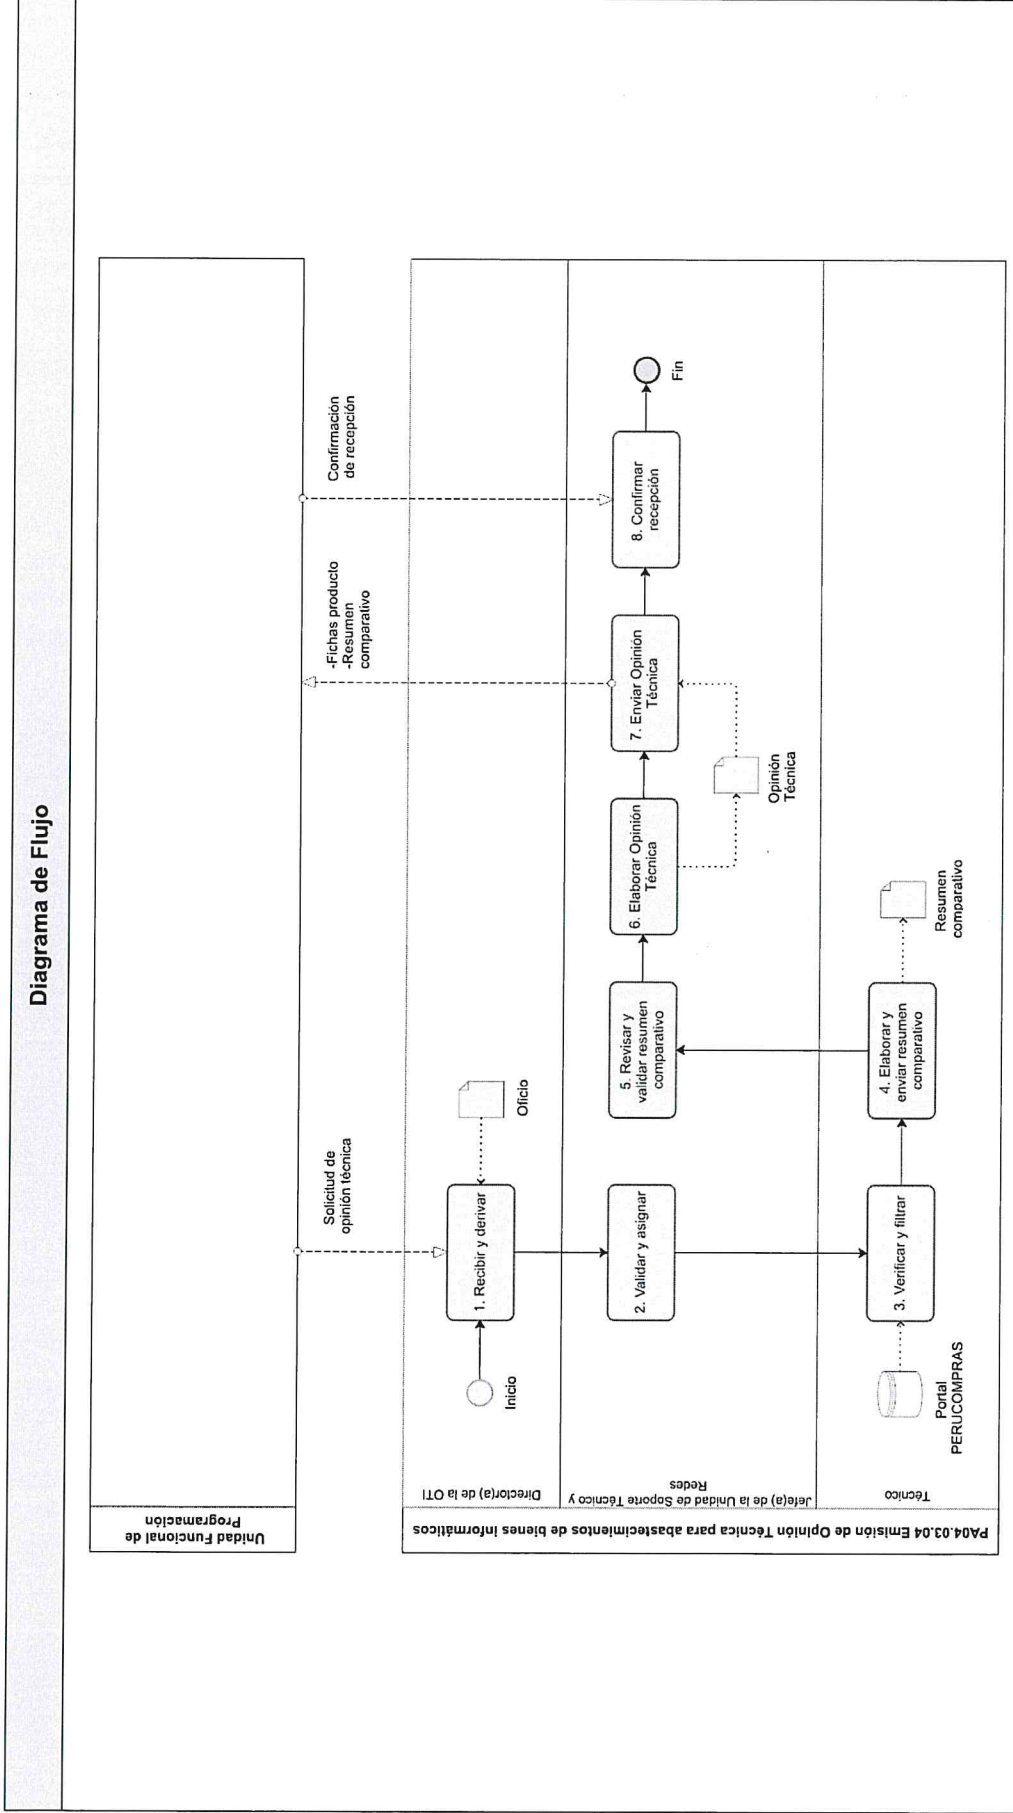 Diagrama de Flujo
Unidad Funcional de
Programación
Solicitud de
opinión técnica
-Fichas producto
-Resumen
comparativo
Confirmación
de recepción
PA04.03.04 Emisión de Opinión Técnica para abastecimientos de bienes informáticos
Director(a) de la OTI
Inicio
1. Recibir y derivar
Oficio
Jefe(a) de la Unidad de Soporte Técnico y
Redes
2. Validar y asignar
5. Revisar y
validar resumen
comparativo
6. Elaborar Opinión
Técnica
7. Enviar Opinión
Técnica
8. Confirmar
recepción
Fin
Opinión
Técnica
Técnico
Portal
PERUCOMPRAS
3. Verificar y filtrar
4. Elaborar y
enviar resumen
comparativo
Resumen
comparativo